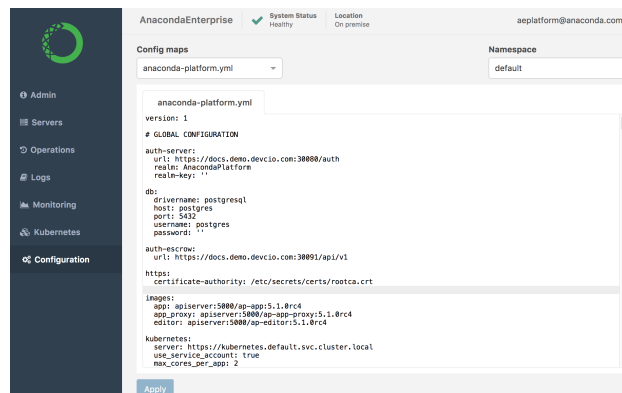 AnacondaEnterprise
System Status
Healthy
Location
On premise
aeplatform@anaconda.com
Config maps
anaconda-platform.yml
Namespace
default
Admin
Servers
Operations
Logs
Monitoring
Kubernetes
Configuration
anaconda-platform.yml
version: 1
# GLOBAL CONFIGURATION
auth-server:
url: https://docs.demo.devcio.com:30080/auth
realm: AnacondaPlatform
realm-key: ''
db:
drivername: postgresql
host: postgres
port: 5432
username: postgres
password: ''
auth-escrow:
url: https://docs.demo.devcio.com:30091/api/v1
https:
certificate-authority: /etc/secrets/certs/rootca.crt
images:
app: apiserver:5000/ap-app:5.1.0rc4
app_proxy: apiserver:5000/ap-app-proxy:5.1.0rc4
editor: apiserver:5000/ap-editor:5.1.0rc4
kubernetes:
server: https://kubernetes.default.svc.cluster.local
use_service_account: true
max_cores_per_app: 2
Apply